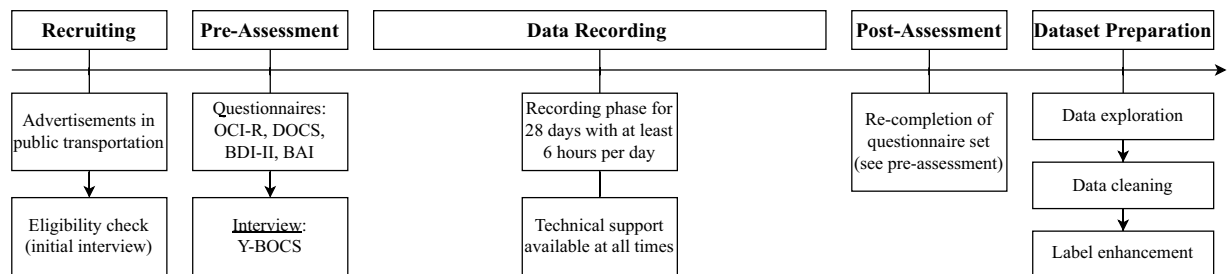 Recruiting
Pre-Assessment
Data Recording
Post-Assessment
Dataset Preparation
Advertisements in
public transportation
Eligibility check
(initial interview)
Questionnaires:
OCI-R, DOCS,
BDI-II, BAI
Interview:
Y-BOCS
Recording phase for
28 days with at least
6 hours per day
Technical support
available at all times
Re-completion of
questionnaire set
(see pre-assessment)
Data exploration
Data cleaning
Label enhancement